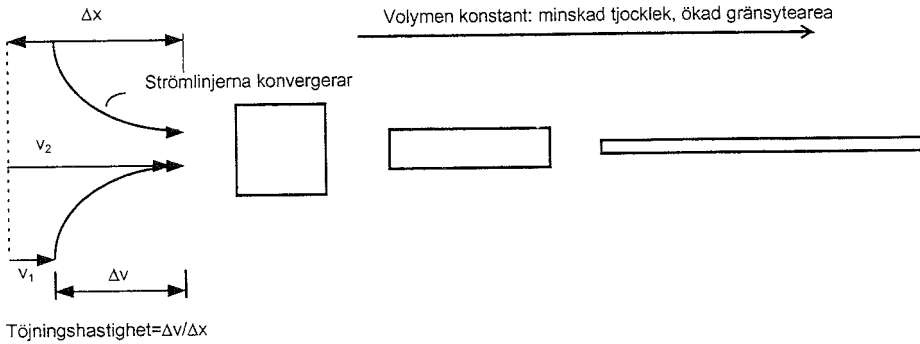 Δx
Volymen konstant: minskad tjocklek, ökad gränsytearea
Strömlinjerna konvergerar
v₂
v₁
Δv
Töjningshastighet=Δv/Δx